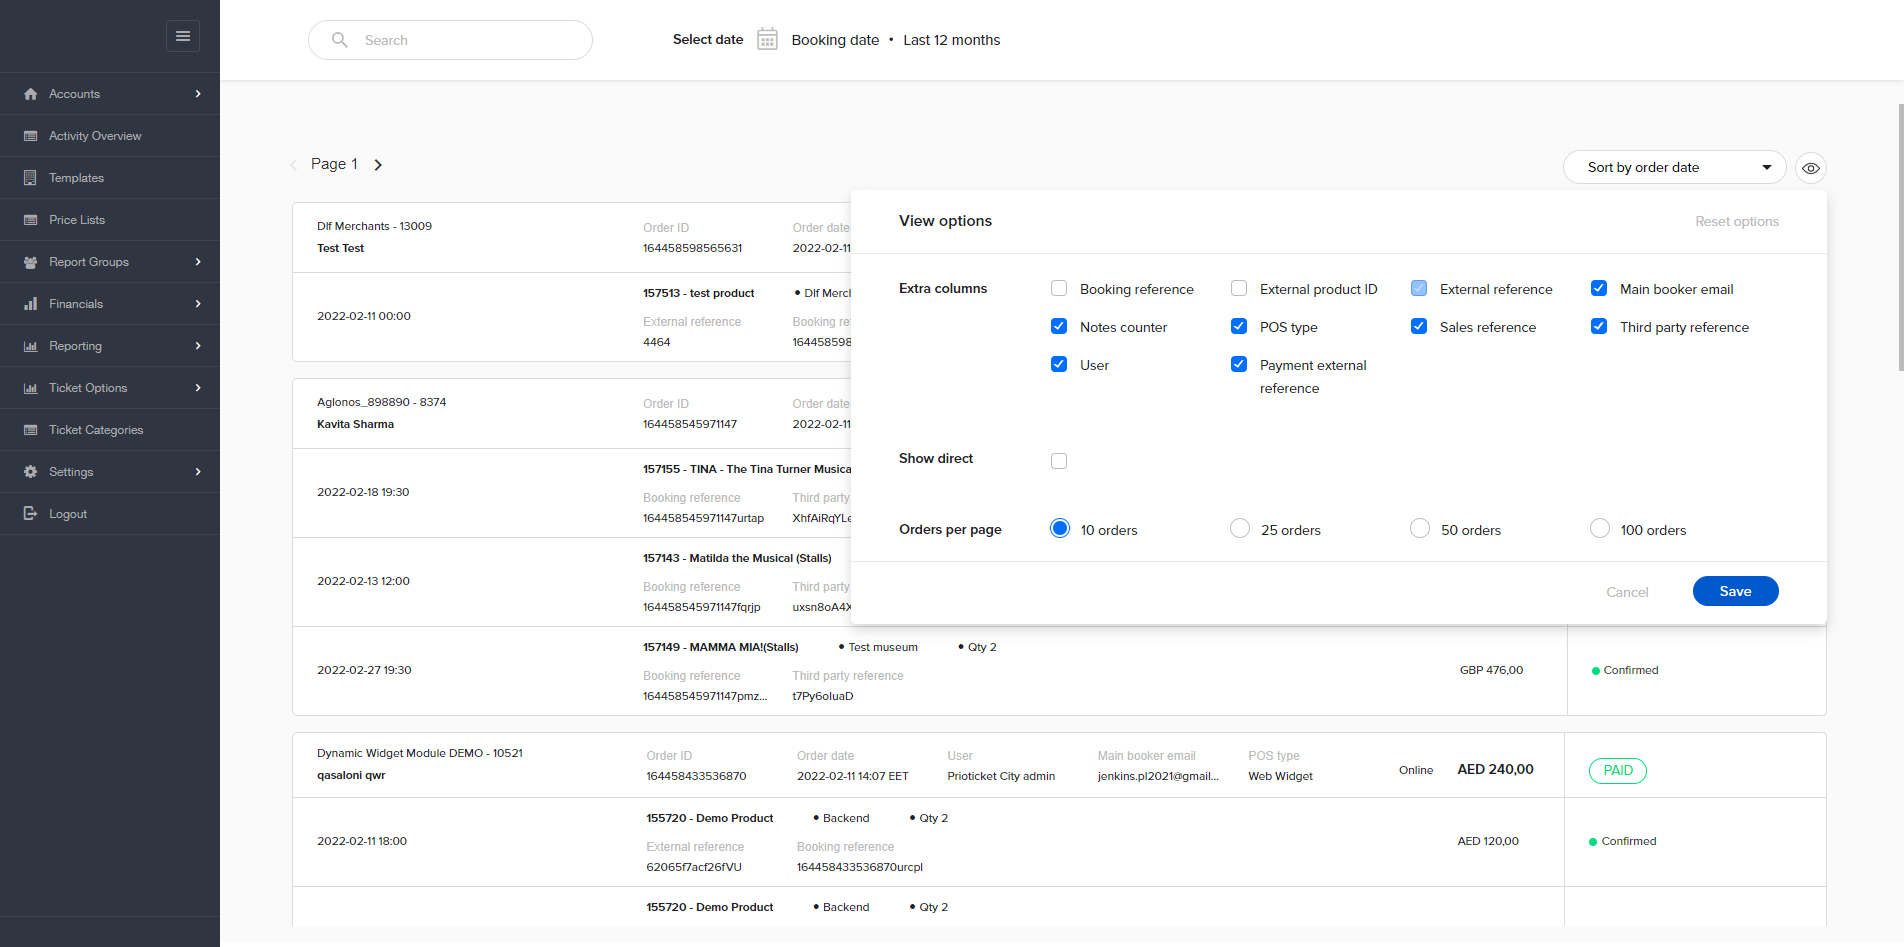 Search
Select date Booking date • Last 12 months
Accounts
Activity Overview
Templates
Price Lists
Report Groups
Financials
Reporting
Ticket Options
Ticket Categories
Settings
Logout
Page 1
Sort by order date
Dlf Merchants - 13009
Test Test
Order ID
164458598565631
Order date
2022-02-11
2022-02-11 00:00
157513 - test product
• Dlf Merch
External reference
4464
Booking re
16445859８
Aglonos_898890 - 8374
Kavita Sharma
Order ID
164458545971147
Order date
2022-02-11
2022-02-18 19:30
157155 - TINA - The Tina Turner Musica
Booking reference
164458545971147urtap
Third party
XhfAiRqYLe
2022-02-13 12:00
157143 - Matilda the Musical (Stalls)
Booking reference
164458545971147fqrjp
Third party
uxsn8oA4X
2022-02-27 19:30
157149 - MAMMA MIA!(Stalls) • Test museum • Qty 2
Booking reference
164458545971147pmz...
Third party reference
t7Py6oluaD
GBP 476,00
Confirmed
View options
Reset options
Extra columns
Booking reference
External product ID
External reference
Main booker email
Notes counter
POS type
Sales reference
Third party reference
User
Payment external
reference
Show direct
Orders per page
10 orders
25 orders
50 orders
100 orders
Cancel
Save
Dynamic Widget Module DEMO - 10521
qasaloni qwr
Order ID
164458433536870
Order date
2022-02-11 14:07 EET
User
Prioticket City admin
Main booker email
jenkins.pl2021@gmail...
POS type
Web Widget
Online
AED 240,00
PAID
2022-02-11 18:00
155720 - Demo Product • Backend • Qty 2
External reference
62065f7acf26fVU
Booking reference
164458433536870urcpl
AED 120,00
Confirmed
155720 - Demo Product • Backend • Qty 2